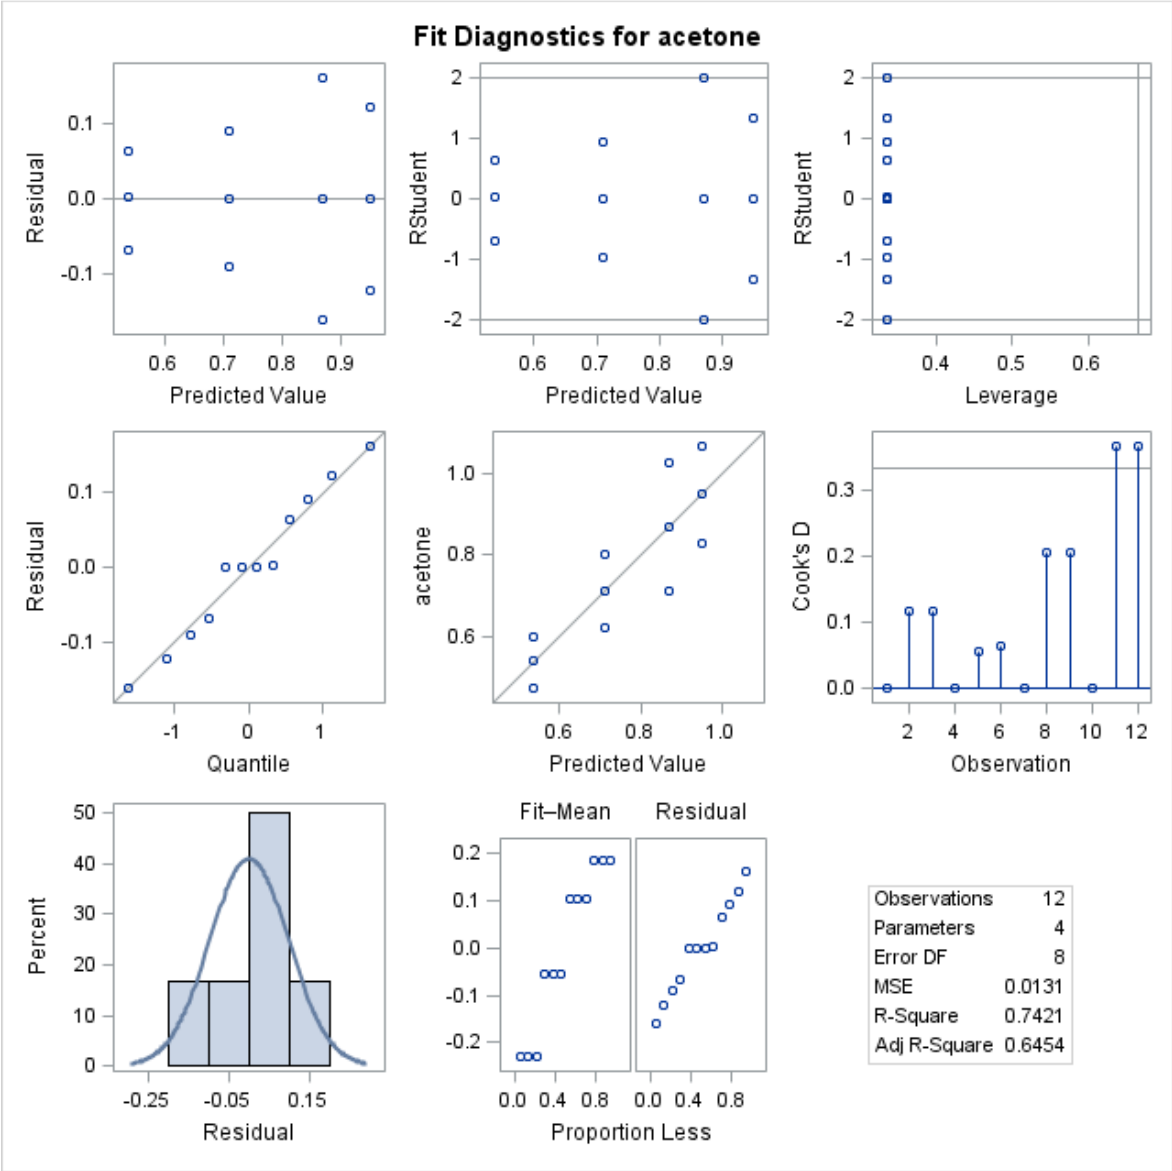 Fit Diagnostics for acetone
Residual
0.1
0.0
-0.1
0.6 0.7 0.8 0.9
Predicted Value
RStudent
2
1
0
-1
-2
0.6 0.7 0.8 0.9
Predicted Value
RStudent
2
1
0
-1
-2
0.4 0.5 0.6
Leverage
Residual
0.1
0.0
-0.1
-1 0 1
Quantile
acetone
1.0
0.8
0.6
0.6 0.8 1.0
Predicted Value
Cook's D
0.3
0.2
0.1
0.0
2 4 6 8 10 12
Observation
Percent
50
40
30
20
10
0
-0.25 -0.05 0.15
Residual
Fit–Mean Residual
0.2
0.1
0.0
-0.1
-0.2
0.0 0.4 0.8 0.0 0.4 0.8
Proportion Less
Observations 12
Parameters 4
Error DF 8
MSE 0.0131
R-Square 0.7421
Adj R-Square 0.6454